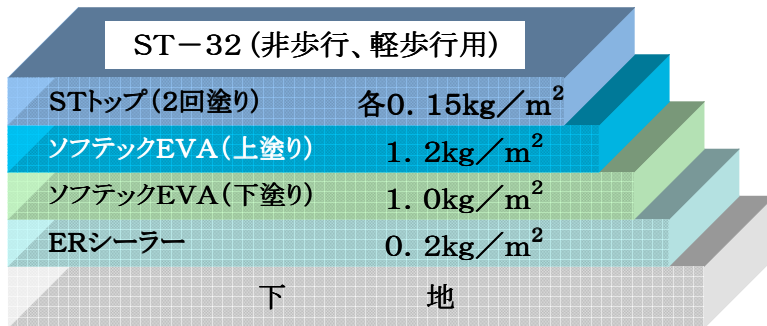 ST－32（非歩行、軽歩行用）
STトップ（2回塗り） 各0．15kg／m²
ソフテックEVA（上塗り） 1．2kg／m²
ソフテックEVA（下塗り） 1．0kg／m²
ERシーラー 0．2kg／m²
下 地